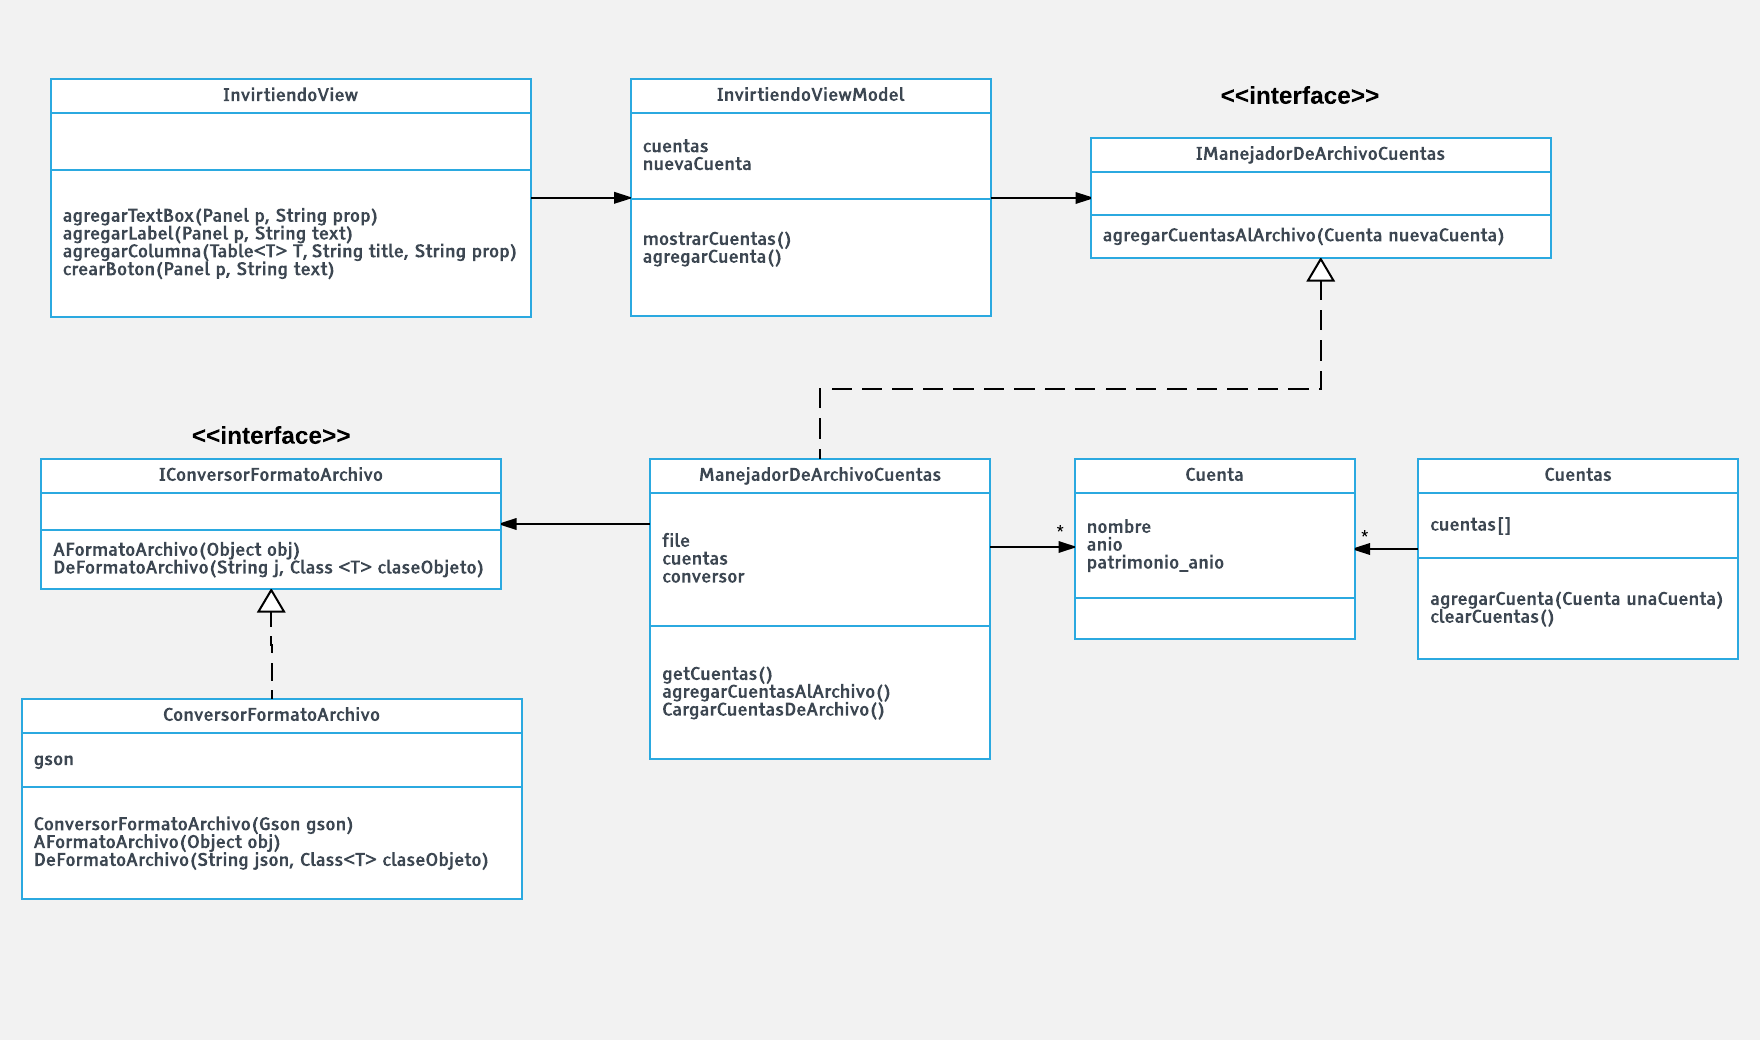 InvirtiendoView
agregarTextBox(Panel p, String prop)
agregarLabel(Panel p, String text)
agregarColumna(Table<T> T, String title, String prop)
crearBoton(Panel p, String text)
InvirtiendoViewModel
cuentas
nuevaCuenta
mostrarCuentas()
agregarCuenta()
<<interface>>
IManejadorDeArchivoCuentas
agregarCuentasAlArchivo(Cuenta nuevaCuenta)
<<interface>>
IConversorFormatoArchivo
AFormatoArchivo(Object obj)
DeFormatoArchivo(String j, Class <T> claseObjeto)
ManejadorDeArchivoCuentas
file
cuentas
conversor
getCuentas()
agregarCuentasAlArchivo()
CargarCuentasDeArchivo()
*
Cuenta
nombre
anio
patrimonio_anio
*
Cuentas
cuentas[]
agregarCuenta(Cuenta unaCuenta)
clearCuentas()
ConversorFormatoArchivo
gson
ConversorFormatoArchivo(Gson gson)
AFormatoArchivo(Object obj)
DeFormatoArchivo(String json, Class<T> claseObjeto)